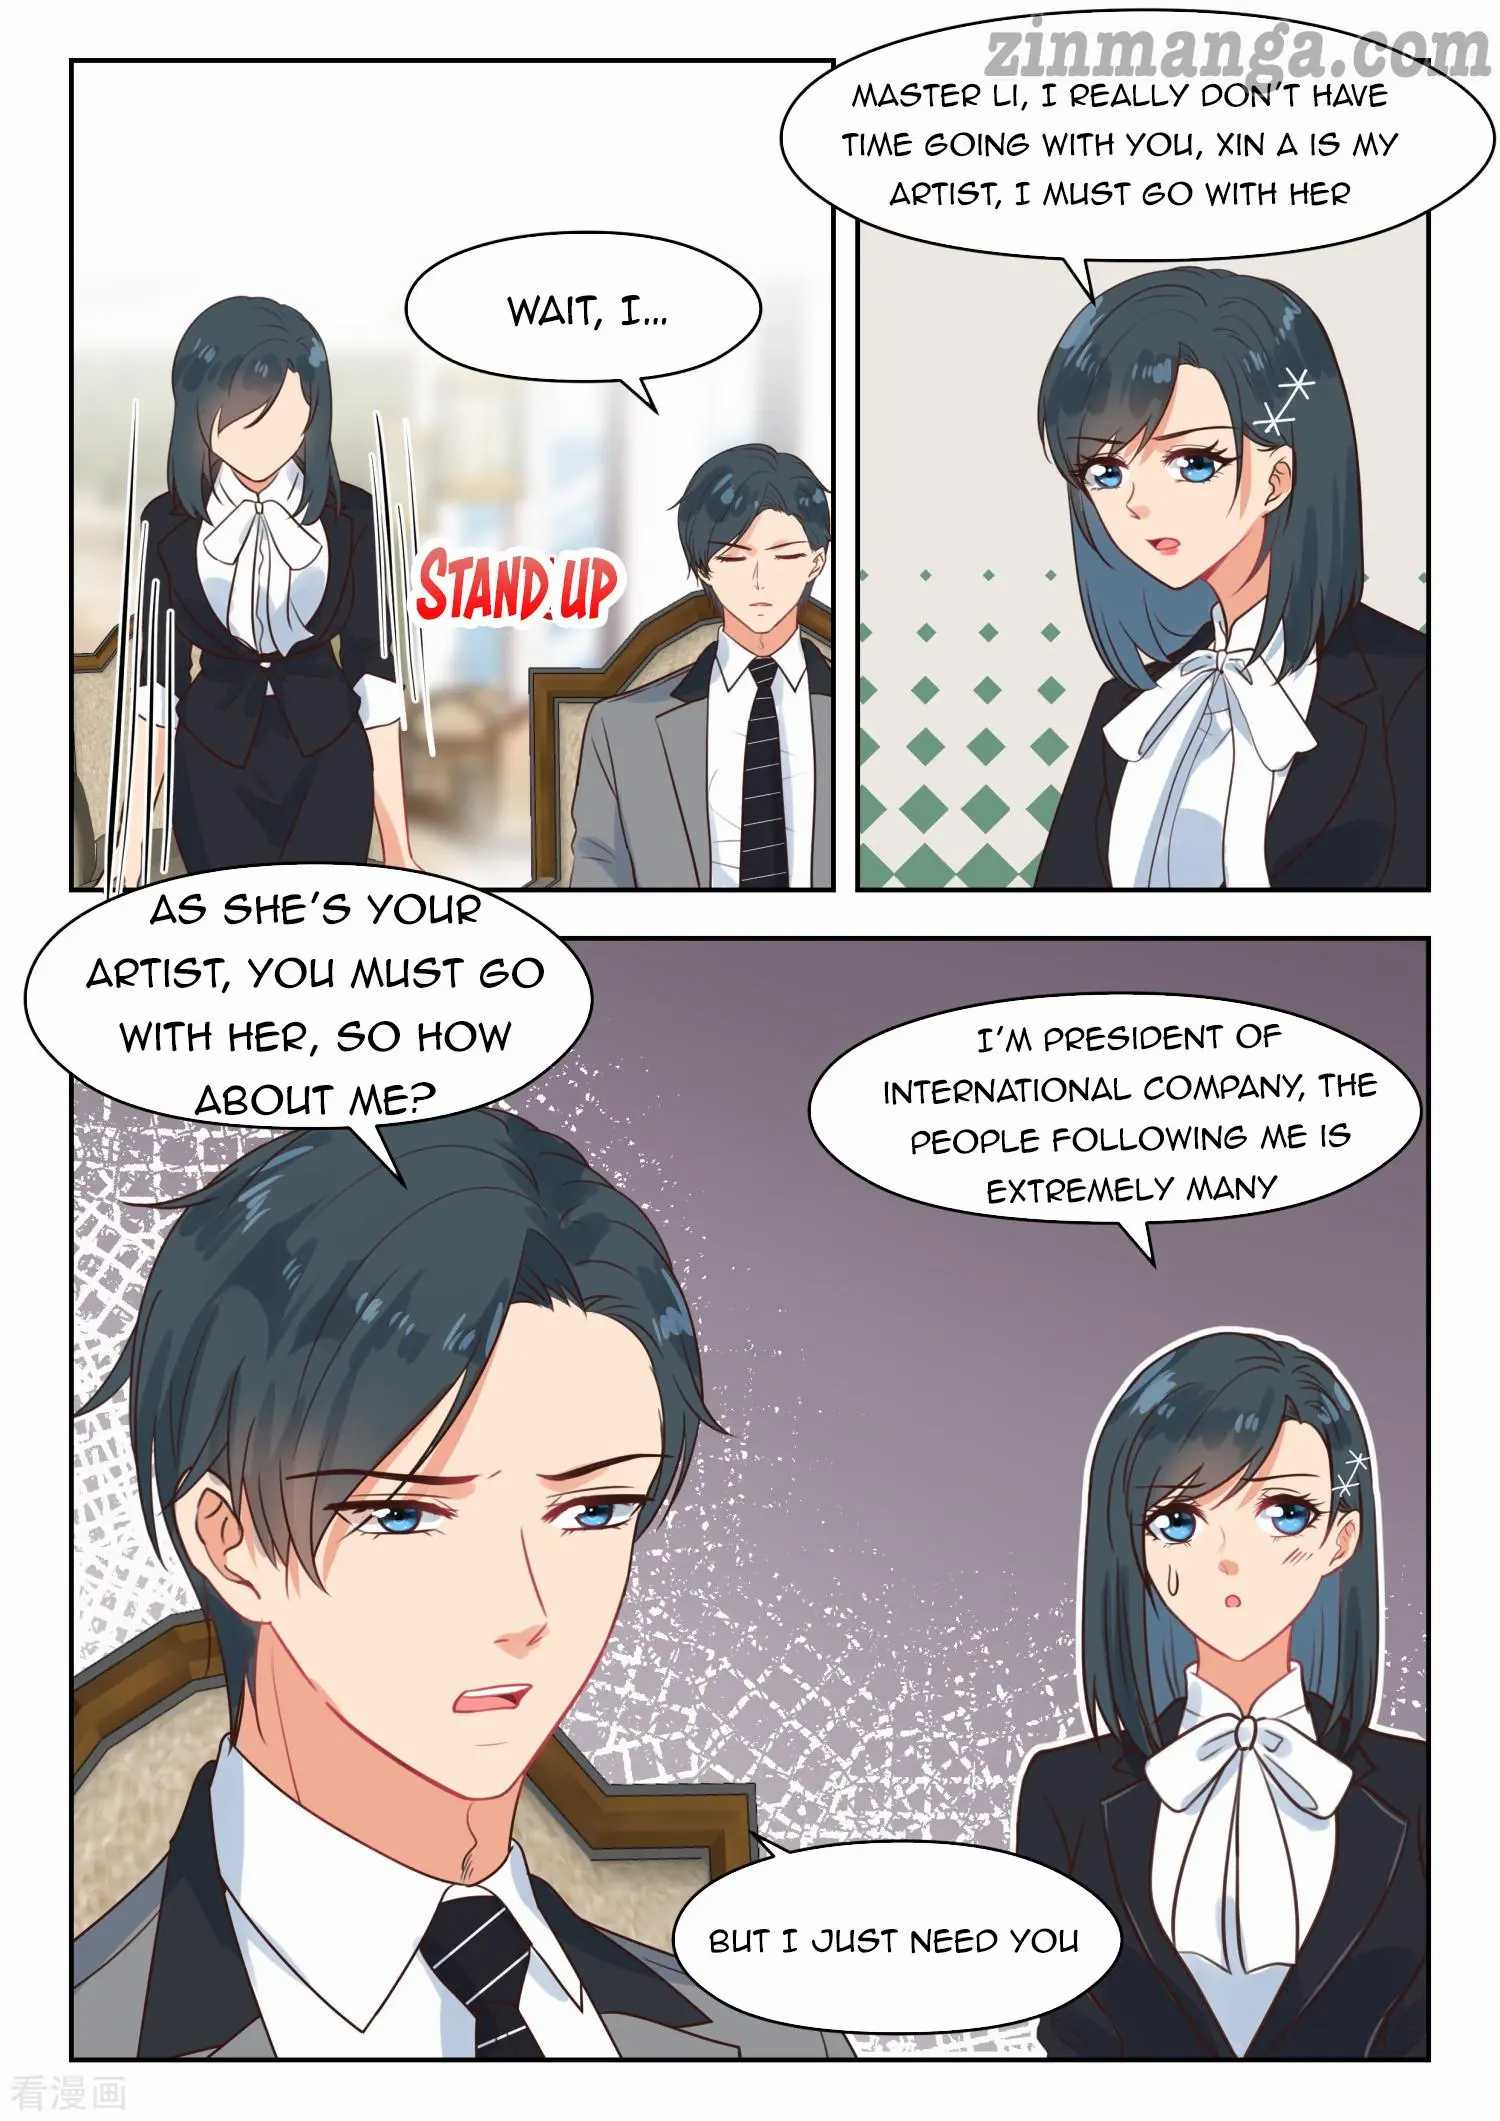 zinmanga.com
WAIT, I...
STAND UP
MASTER LI, I REALLY DON'T HAVE
TIME GOING WITH YOU, XIN A IS MY
ARTIST, I MUST GO WITH HER
AS SHE'S YOUR
ARTIST, YOU MUST GO
WITH HER, SO HOW
ABOUT ME?
I'M PRESIDENT OF
INTERNATIONAL COMPANY, THE
PEOPLE FOLLOWING ME IS
EXTREMELY MANY
BUT I JUST NEED YOU
看漫画